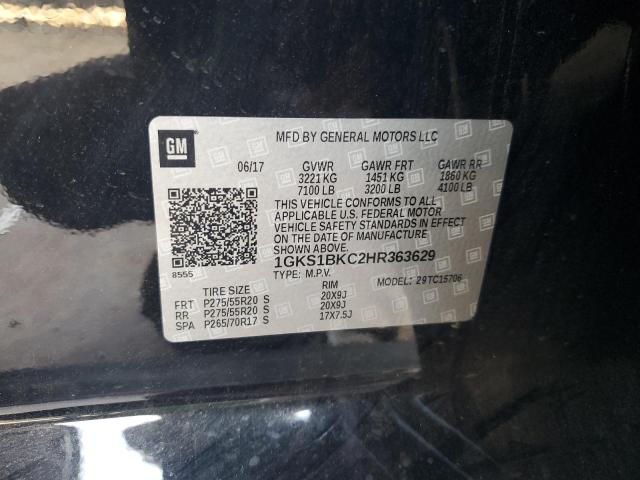 GM
MFD BY GENERAL MOTORS LLC
06/17 GVWR GAWR FRT GAWR RR
3221 KG 1451 KG 1860 KG
7100 LB 3200 LB 4100 LB
THIS VEHICLE CONFORMS TO ALL
APPLICABLE U.S. FEDERAL MOTOR
VEHICLE SAFETY STANDARDS IN
EFFECT ON THE DATE OF
MANUFACTURE SHOWN ABOVE.
1GKS1BKC2HR363629
8555
TYPE: M.P.V. MODEL: 29TC15706
TIRE SIZE RIM
FRT P275/55R20 S 20X9J
RR P275/55R20 S 20X9J
SPA P265/70R17 S 17X7.5J